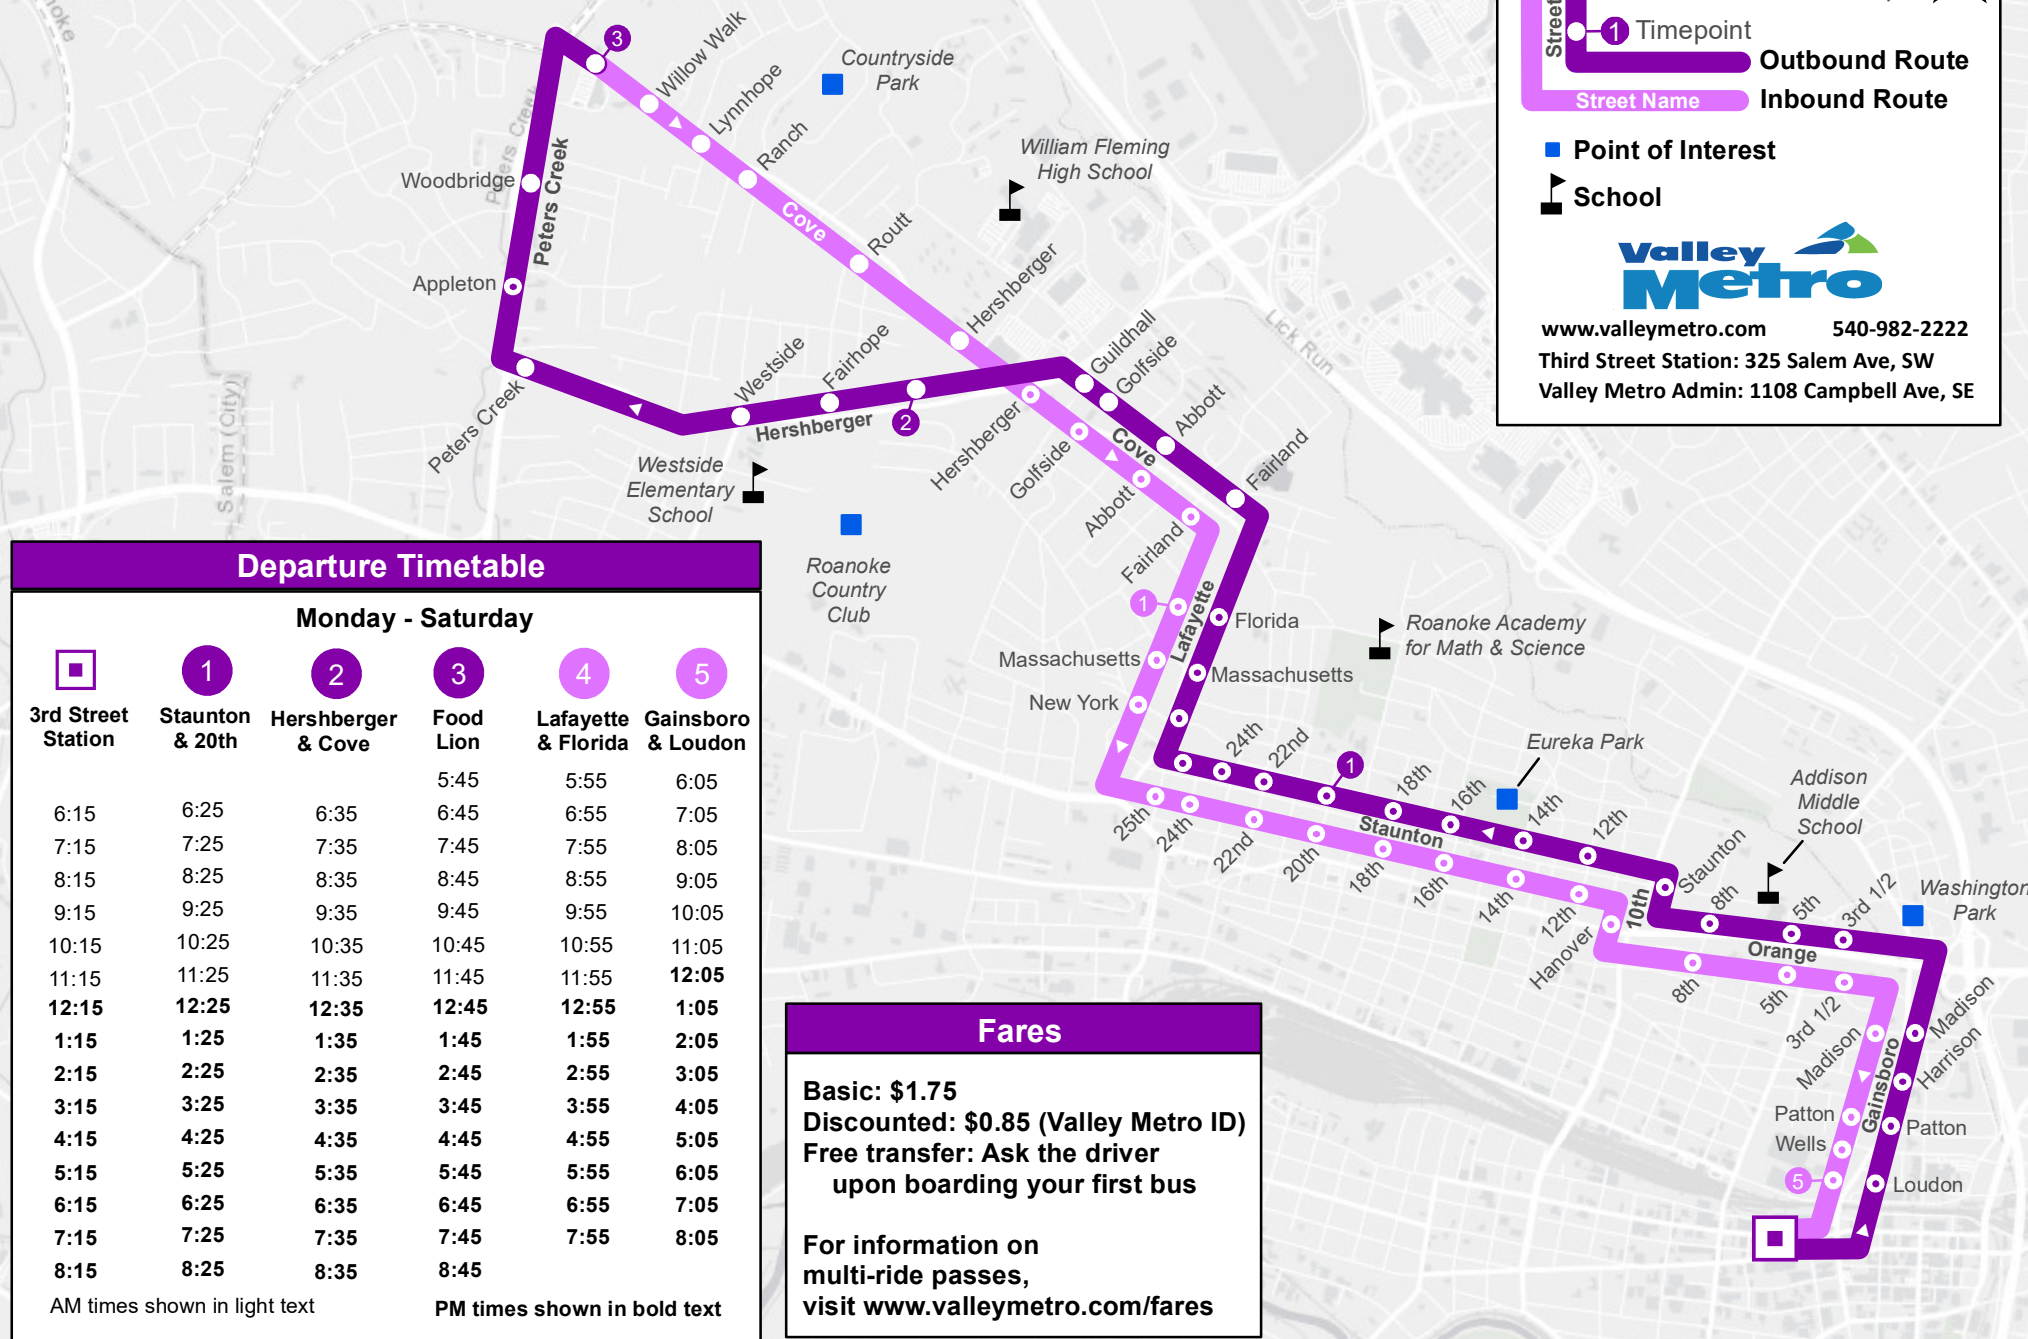 3
Willow Walk
Lynnhope
Ranch
Cove
Routt
Hershberger
Countryside
Park
William Fleming
High School
Peters Creek
Peters Creek
Woodbridge
Appleton
Peters Creek
Salem (City)
Lick Run
Westside
Fairhope
2
Hershberger
Guildhall
Golfside
Abbott
Fairland
Cove
Hershberger
Golfside
Abbott
Fairland
Westside
Elementary
School
Roanoke
Country
Club
1
Lafayette
Florida
Massachusetts
Massachusetts
New York
Roanoke Academy
for Math & Science
24th
22nd
1
18th
16th
14th
12th
Staunton
Eureka Park
Addison
Middle
School
Washington
Park
25th
24th
22nd
20th
18th
16th
14th
12th
Staunton
10th
Hanover
8th
5th
3rd 1/2
Orange
8th
5th
3rd 1/2
Madison
Harrison
Patton
Loudon
Gainsboro
Madison
Patton
Wells
5
Street
1 Timepoint
Outbound Route
Street Name Inbound Route
Point of Interest
School
Valley
Metro
www.valleymetro.com 540-982-2222
Third Street Station: 325 Salem Ave, SW
Valley Metro Admin: 1108 Campbell Ave, SE
Departure Timetable
Monday - Saturday
1 2 3 4 5
3rd Street Staunton Hershberger Food Lafayette Gainsboro
Station & 20th & Cove Lion & Florida & Loudon
5:45 5:55 6:05
6:15 6:25 6:35 6:45 6:55 7:05
7:15 7:25 7:35 7:45 7:55 8:05
8:15 8:25 8:35 8:45 8:55 9:05
9:15 9:25 9:35 9:45 9:55 10:05
10:15 10:25 10:35 10:45 10:55 11:05
11:15 11:25 11:35 11:45 11:55 12:05
12:15 12:25 12:35 12:45 12:55 1:05
1:15 1:25 1:35 1:45 1:55 2:05
2:15 2:25 2:35 2:45 2:55 3:05
3:15 3:25 3:35 3:45 3:55 4:05
4:15 4:25 4:35 4:45 4:55 5:05
5:15 5:25 5:35 5:45 5:55 6:05
6:15 6:25 6:35 6:45 6:55 7:05
7:15 7:25 7:35 7:45 7:55 8:05
8:15 8:25 8:35 8:45
AM times shown in light text PM times shown in bold text
Fares
Basic: $1.75
Discounted: $0.85 (Valley Metro ID)
Free transfer: Ask the driver
upon boarding your first bus
For information on
multi-ride passes,
visit www.valleymetro.com/fares